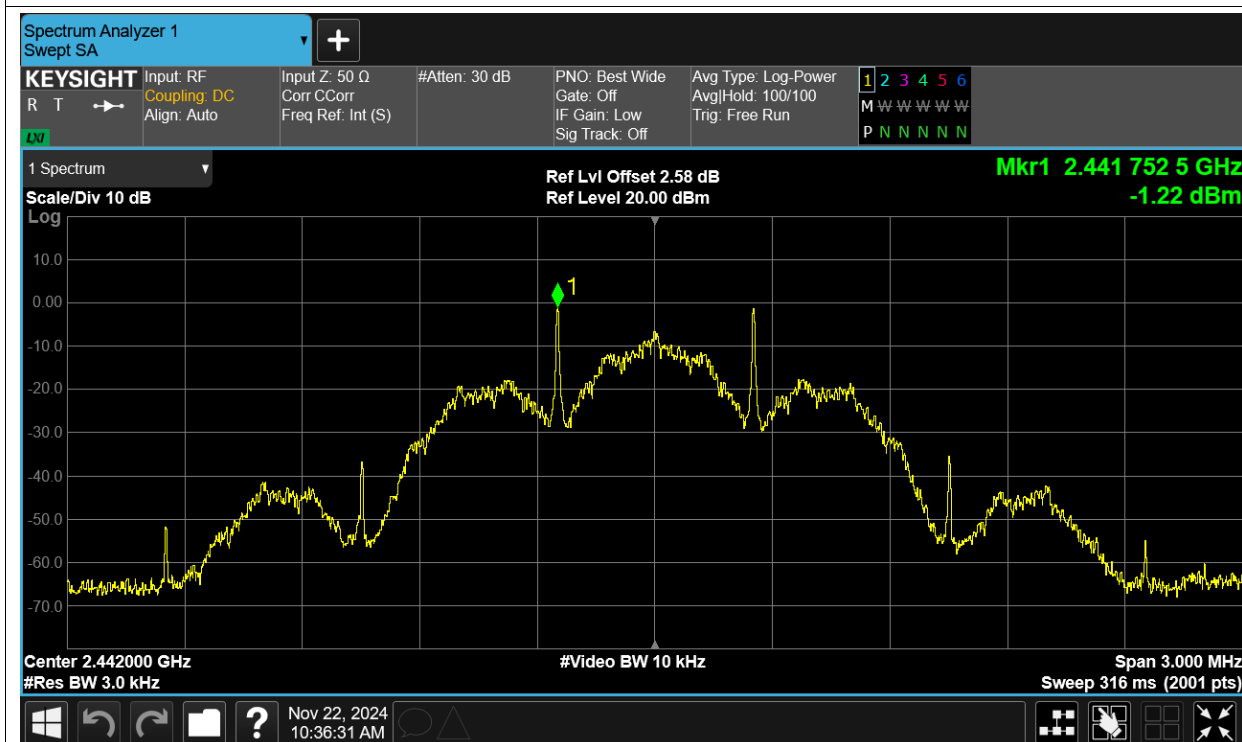 Spectrum Analyzer 1
Swept SA
+
KEYSIGHT
R T
LXI
Input: RF
Coupling: DC
Align: Auto
Input Z: 50 Ω
Corr CCorr
Freq Ref: Int (S)
#Atten: 30 dB
PNO: Best Wide
Gate: Off
IF Gain: Low
Sig Track: Off
Avg Type: Log-Power
Avg|Hold: 100/100
Trig: Free Run
1 2 3 4 5 6
M W W W W W
P N N N N N
1 Spectrum
Scale/Div 10 dB
Ref Lvl Offset 2.58 dB
Ref Level 20.00 dBm
Mkr1 2.441 752 5 GHz
-1.22 dBm
Log
10.0
0.00
-10.0
-20.0
-30.0
-40.0
-50.0
-60.0
-70.0
1
Center 2.442000 GHz
#Res BW 3.0 kHz
#Video BW 10 kHz
Span 3.000 MHz
Sweep 316 ms (2001 pts)
?
Nov 22, 2024
10:36:31 AM